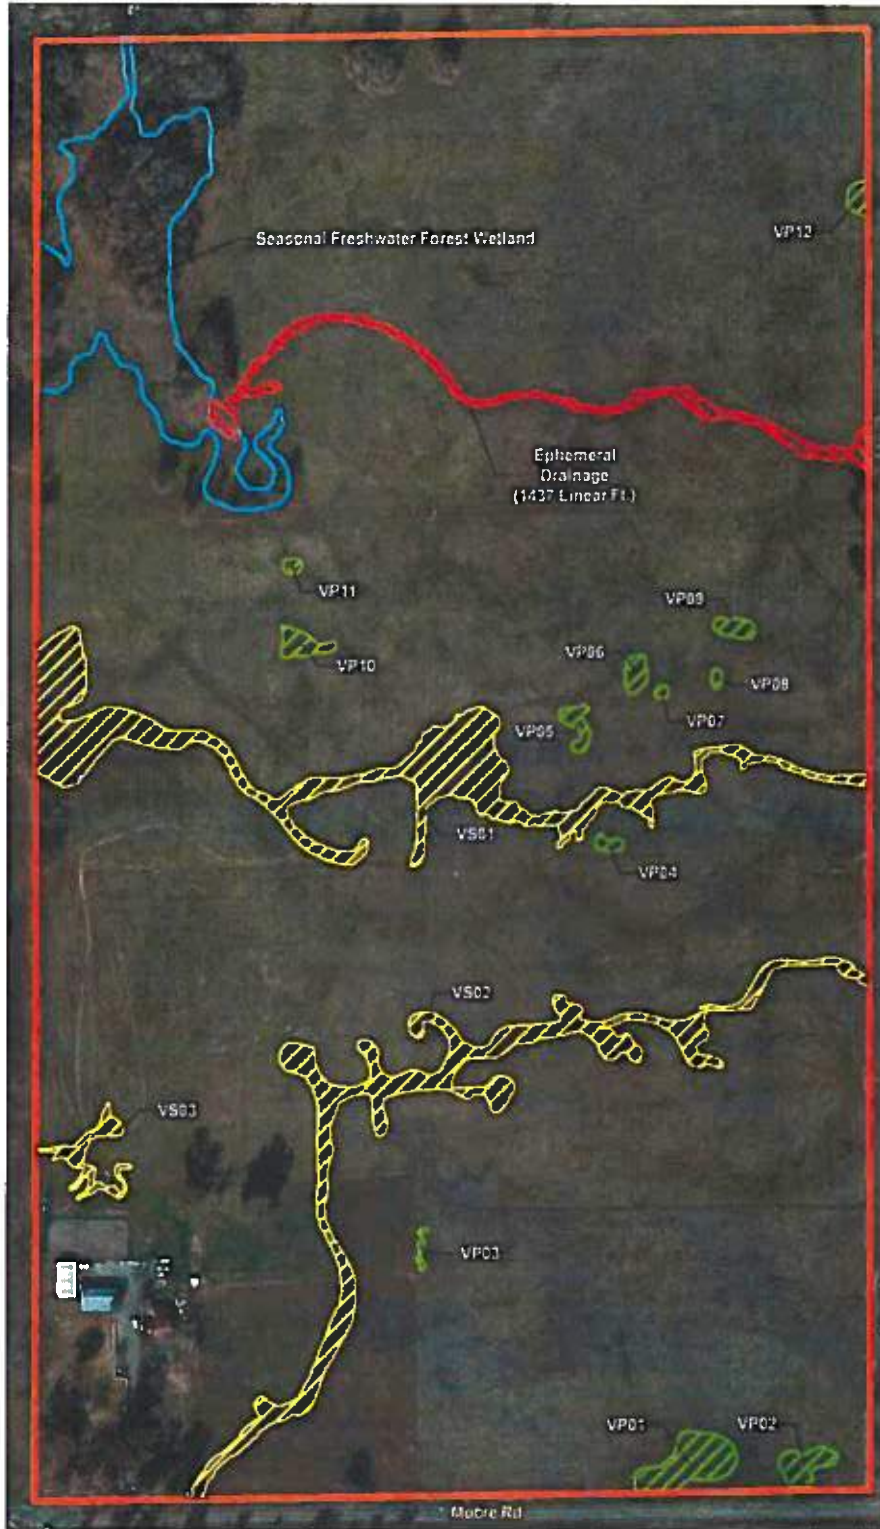 VP12
Seasonal Freshwater Forest Wetland
Ephemeral
Drainage
(1437 Linear Ft.)
VP11
VP09
VP10
VP06
VP08
VP07
VP05
VS01
VP04
VS02
VS03
VP03
VP01
VP02
Moore Rd